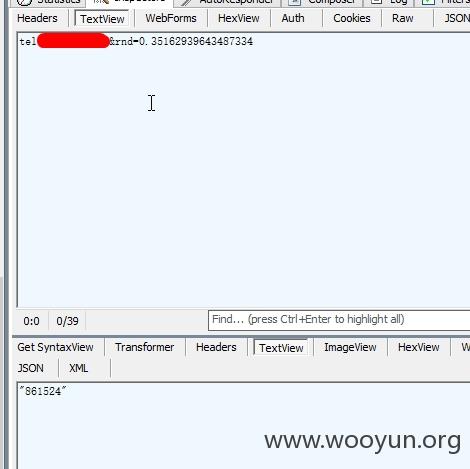 Statistics Inspectors AutoResponder Composer Log
Headers TextView WebForms HexView Auth Cookies Raw JSON
tel &rnd=0.35162939643487334
0:0 0/39 Find... (press Ctrl+Enter to highlight all)
Get SyntaxView Transformer Headers TextView ImageView HexView W
JSON XML
"861524"
www.wooyun.org